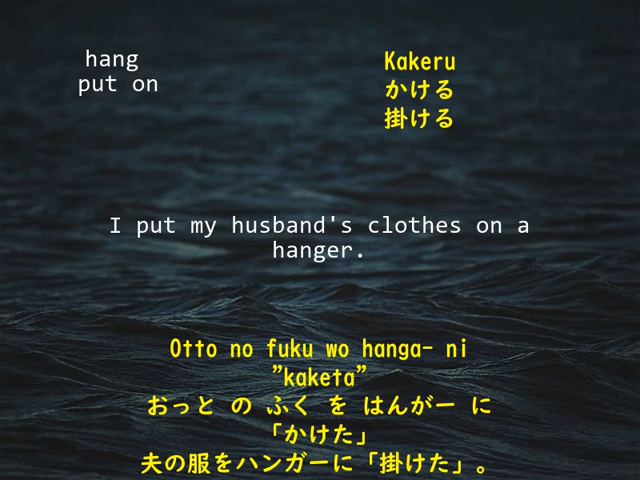 hang
put on
Kakeru
かける
掛ける
I put my husband's clothes on a
hanger.
Otto no fuku wo hanga- ni
”kaketa”
おっと の ふく を はんがー に
「かけた」
夫の服をハンガーに「掛けた」。